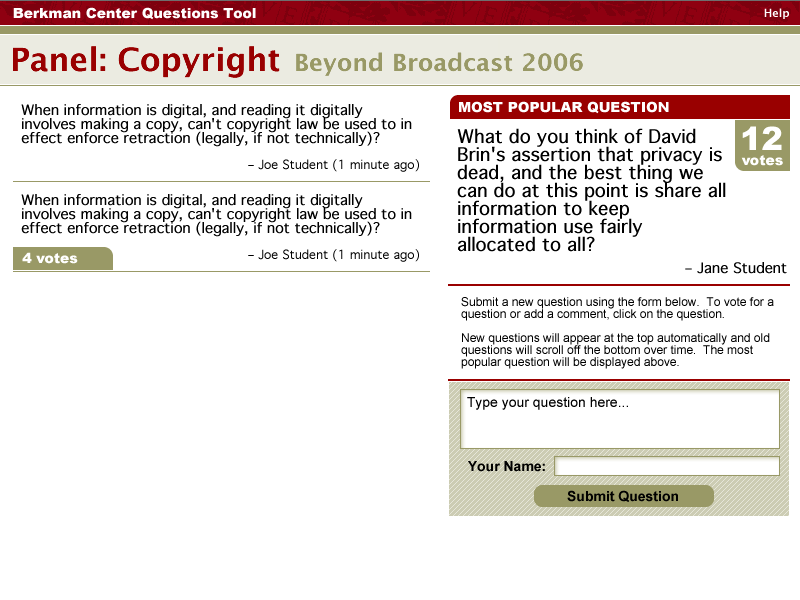 Berkman Center Questions Tool
Help
Panel: Copyright Beyond Broadcast 2006
When information is digital, and reading it digitally
involves making a copy, can't copyright law be used to in
effect enforce retraction (legally, if not technically)?
– Joe Student (1 minute ago)
When information is digital, and reading it digitally
involves making a copy, can't copyright law be used to in
effect enforce retraction (legally, if not technically)?
– Joe Student (1 minute ago)
4 votes
MOST POPULAR QUESTION
12
votes
What do you think of David
Brin's assertion that privacy is
dead, and the best thing we
can do at this point is share all
information to keep
information use fairly
allocated to all?
– Jane Student
Submit a new question using the form below. To vote for a
question or add a comment, click on the question.
New questions will appear at the top automatically and old
questions will scroll off the bottom over time. The most
popular question will be displayed above.
Type your question here...
Your Name:
Submit Question